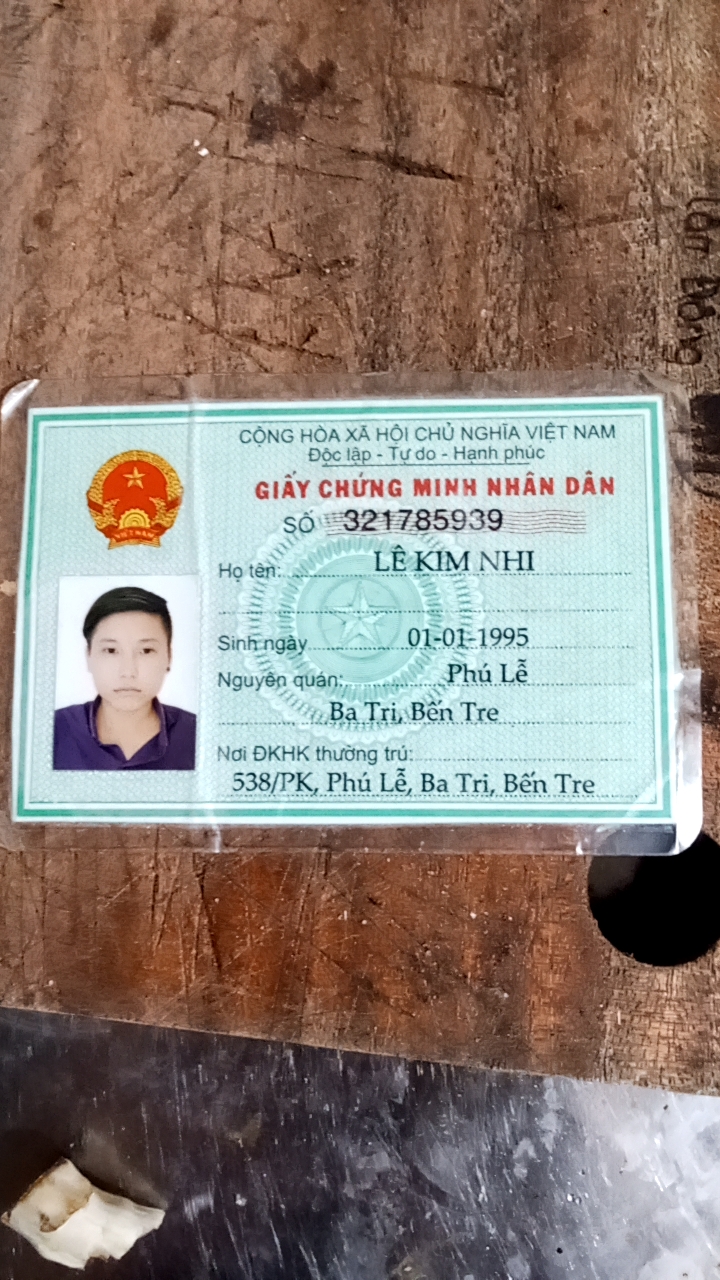 CỘNG HÒA XÃ HỘI CHỦ NGHĨA VIỆT NAM
Độc lập - Tự do - Hạnh phúc
GIẤY CHỨNG MINH NHÂN DÂN
SỐ 321785939
Họ tên: LÊ KIM NHI
Sinh ngày 01-01-1995
Nguyên quán: Phú Lễ
Ba Tri, Bến Tre
Nơi ĐKHK thường trú:
538/PK, Phú Lễ, Ba Tri, Bến Tre
VIỆT NAM